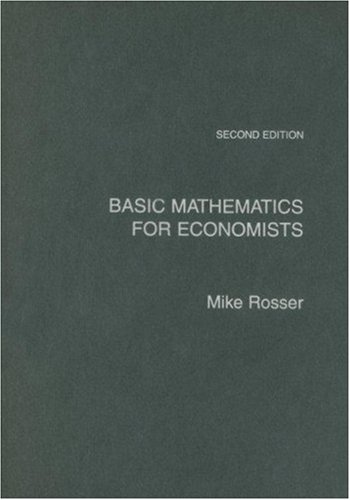 SECOND EDITION
BASIC MATHEMATICS
FOR ECONOMISTS
Mike Rosser